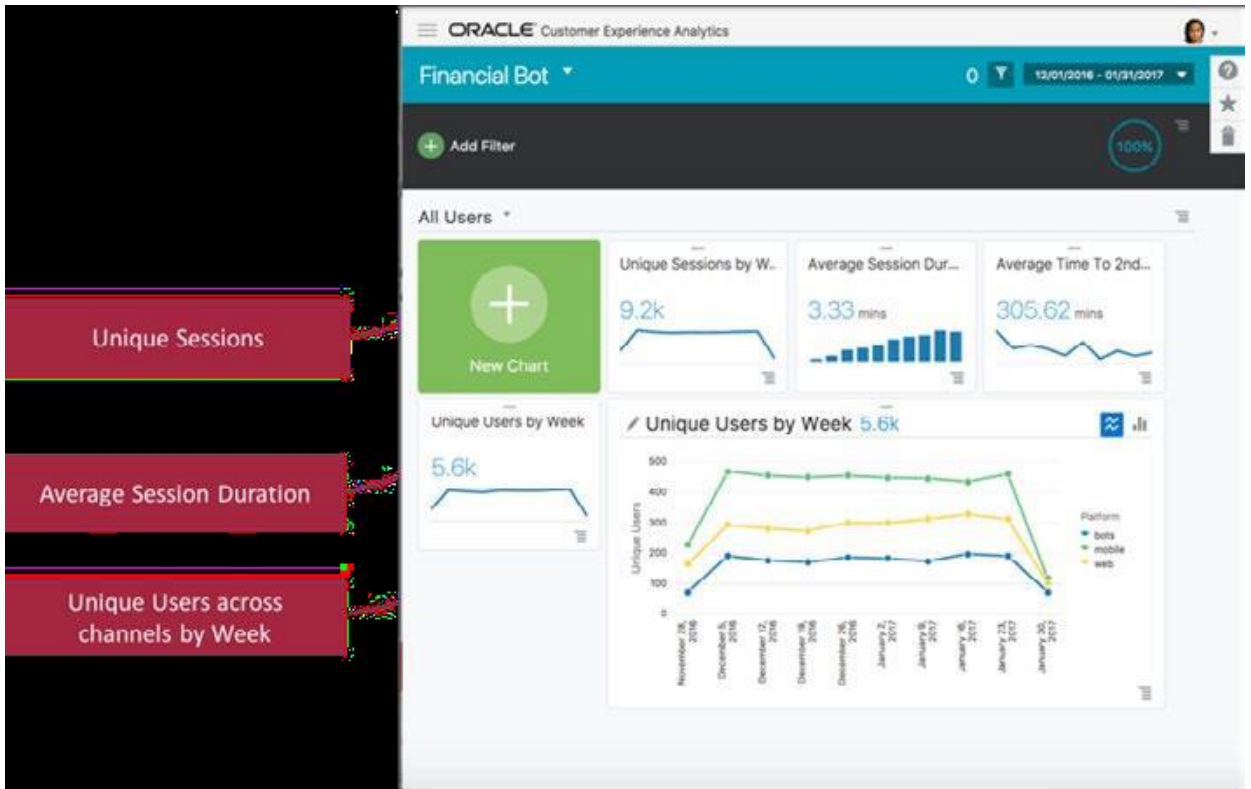 ORACLE Customer Experience Analytics
Financial Bot
0
12/01/2016 - 01/31/2017
Add Filter
100%
All Users
New Chart
Unique Sessions by W..
9.2k
Average Session Dur...
3.33 mins
Average Time To 2nd...
305.62 mins
Unique Users by Week
5.6k
Unique Users by Week 5.6k
Unique Users
500
400
300
200
100
0
November 28,
2016
December 5,
2016
December 12,
2016
December 19,
2016
December 26,
2016
January 2,
2017
January 9,
2017
January 16,
2017
January 23,
2017
January 30,
2017
Platform
bots
mobile
web
Unique Sessions
Average Session Duration
Unique Users across
channels by Week